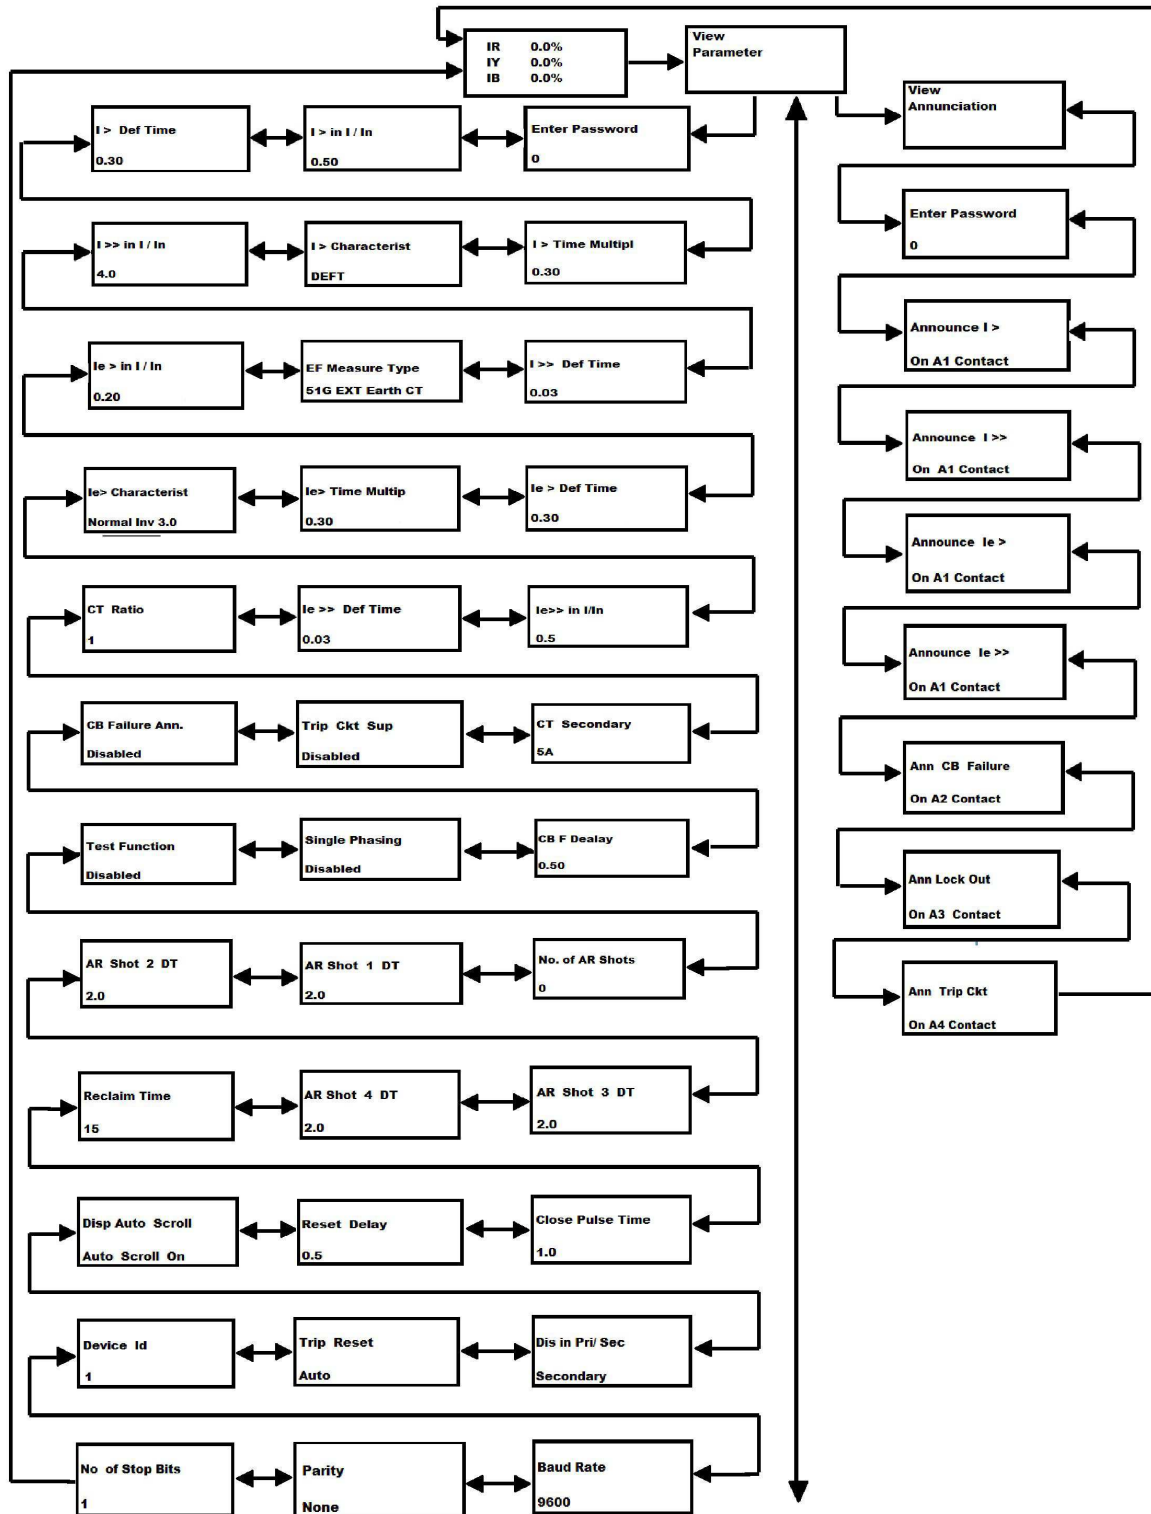 IR 0.0%
IY 0.0%
IB 0.0%
View
Parameter
View
Annunciation
I > Def Time
0.30
I > in I / In
0.50
Enter Password
0
Enter Password
0
I >> in I / In
4.0
I > Characterist
DEFT
I > Time Multipl
0.30
Announce I >
On A1 Contact
Ie > in I / In
0.20
EF Measure Type
51G EXT Earth CT
I >> Def Time
0.03
Announce I >>
On A1 Contact
Ie> Characterist
Normal Inv 3.0
Ie> Time Multip
0.30
Ie > Def Time
0.30
Announce Ie >
On A1 Contact
CT Ratio
1
Ie >> Def Time
0.03
Ie>> in I/In
0.5
Announce Ie >>
On A1 Contact
CB Failure Ann.
Disabled
Trip Ckt Sup
Disabled
CT Secondary
5A
Ann CB Failure
On A2 Contact
Test Function
Disabled
Single Phasing
Disabled
CB F Dealay
0.50
Ann Lock Out
On A3 Contact
AR Shot 2 DT
2.0
AR Shot 1 DT
2.0
No. of AR Shots
0
Ann Trip Ckt
On A4 Contact
Reclaim Time
15
AR Shot 4 DT
2.0
AR Shot 3 DT
2.0
Disp Auto Scroll
Auto Scroll On
Reset Delay
0.5
Close Pulse Time
1.0
Device Id
1
Trip Reset
Auto
Dis in Pri/ Sec
Secondary
No of Stop Bits
1
Parity
None
Baud Rate
9600